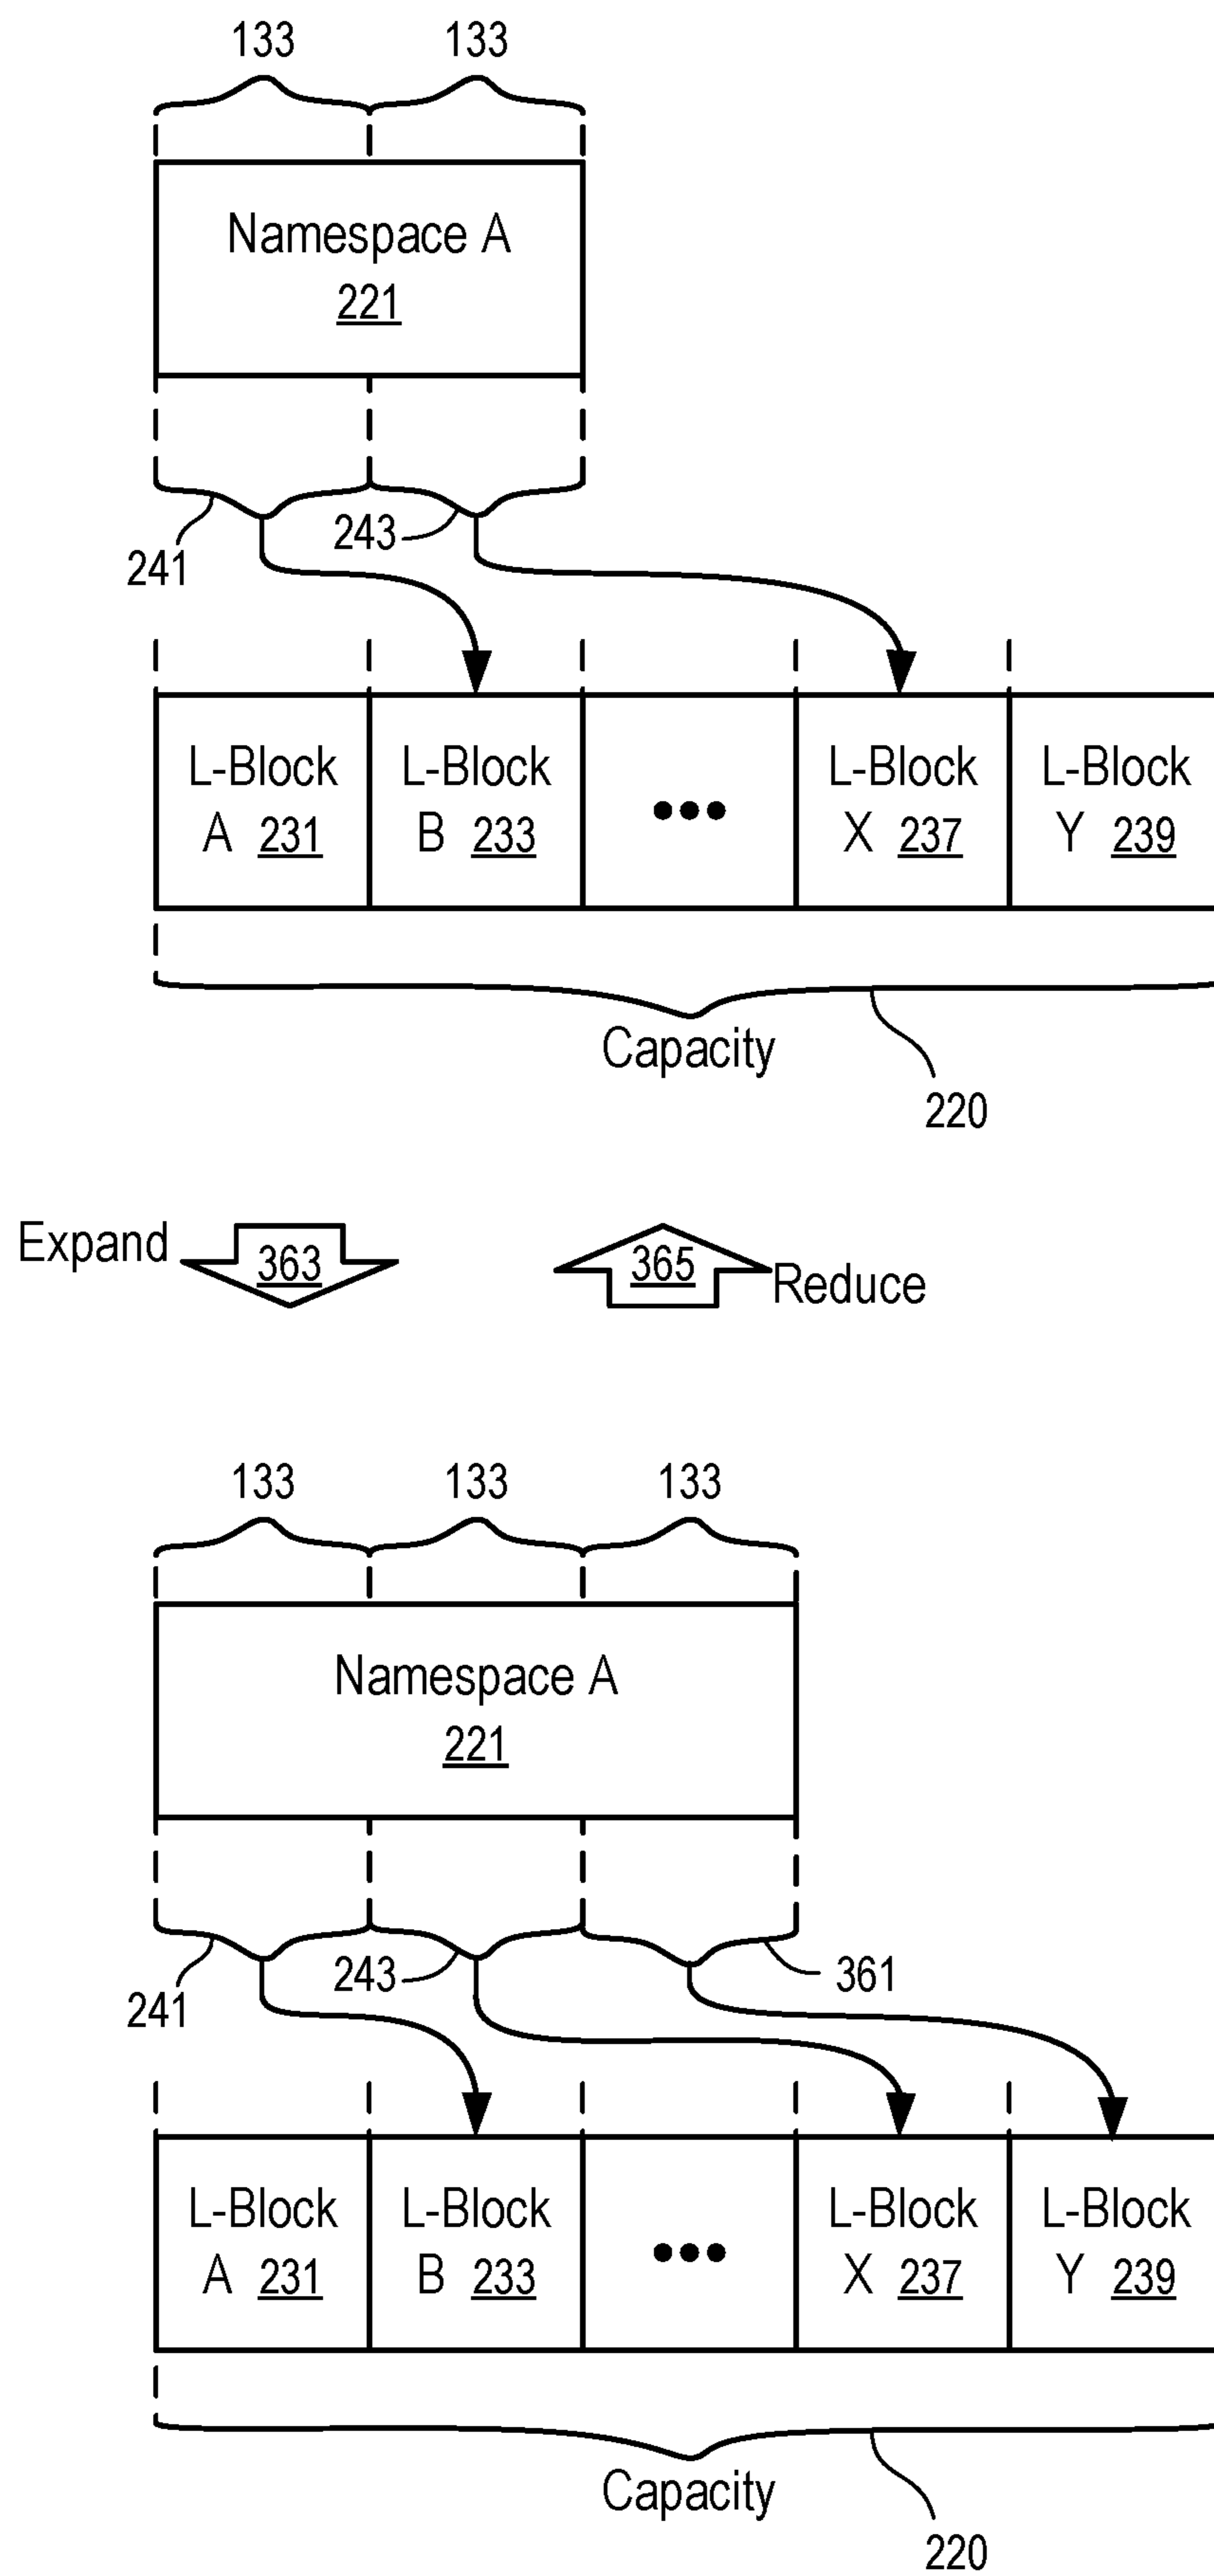 133 133
Namespace A
221
241 243
L-Block L-Block L-Block L-Block
A 231 B 233 ••• X 237 Y 239
Capacity
220
Expand 363 365 Reduce
133 133 133
Namespace A
221
241 243 361
L-Block L-Block L-Block L-Block
A 231 B 233 ••• X 237 Y 239
Capacity
220